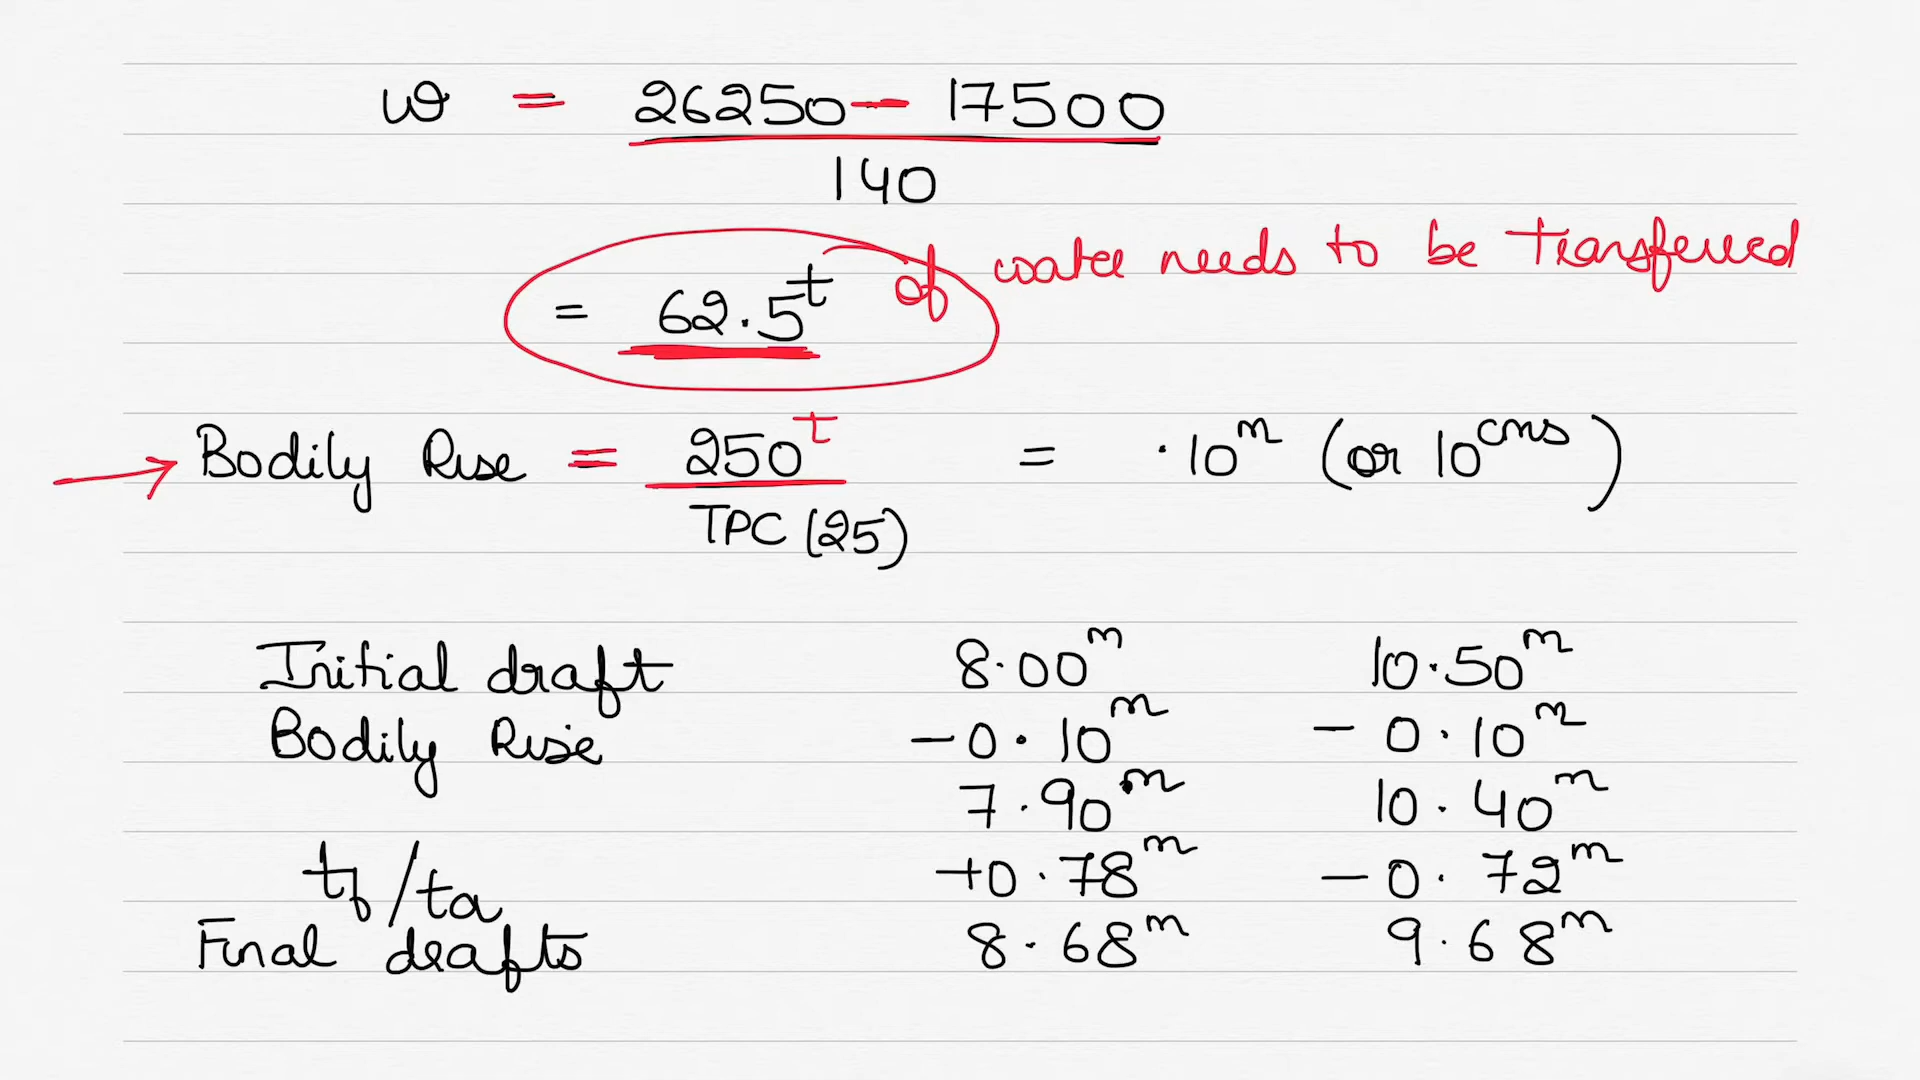 w = 26250 - 17500
140
= 62.5t of water needs to be transferred
Bodily Rise = 250t = .10m (or 10cms)
TPC (25)
Initial draft 8.00m 10.50m
Bodily Rise -0.10m -0.10m
7.90m 10.40m
tf/ta +0.78m -0.72m
Final drafts 8.68m 9.68m